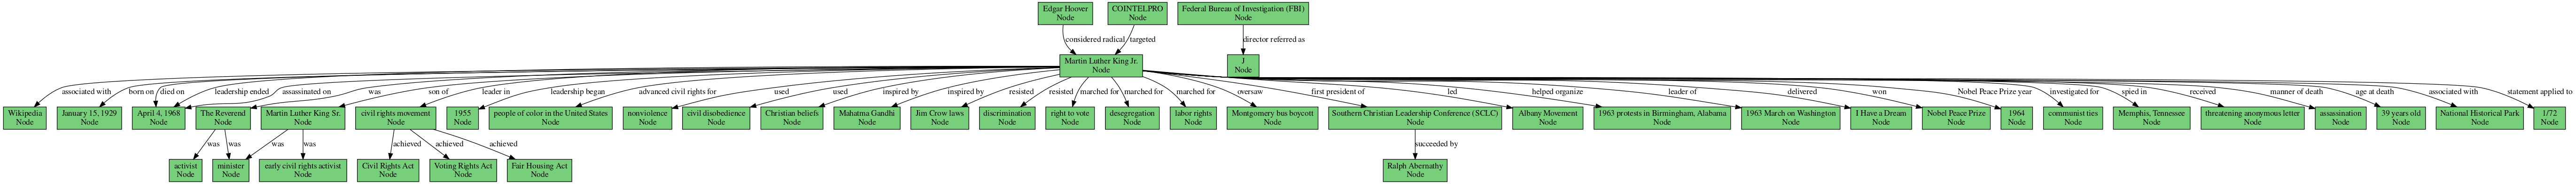 Edgar Hoover
Node
COINTELPRO
Node
Federal Bureau of Investigation (FBI)
Node
considered radical
targeted
director referred as
Martin Luther King Jr.
Node
J
Node
associated with
born on
died on
leadership ended
assassinated on
was
son of
leader in
leadership began
advanced civil rights for
used
used
inspired by
inspired by
resisted
resisted
marched for
marched for
marched for
oversaw
first president of
led
helped organize
leader of
delivered
won
Nobel Peace Prize year
investigated for
spied in
received
manner of death
age at death
associated with
statement applied to
Wikipedia
Node
January 15, 1929
Node
April 4, 1968
Node
The Reverend
Node
Martin Luther King Sr.
Node
civil rights movement
Node
1955
Node
people of color in the United States
Node
nonviolence
Node
civil disobedience
Node
Christian beliefs
Node
Mahatma Gandhi
Node
Jim Crow laws
Node
discrimination
Node
right to vote
Node
desegregation
Node
labor rights
Node
Montgomery bus boycott
Node
Southern Christian Leadership Conference (SCLC)
Node
Albany Movement
Node
1963 protests in Birmingham, Alabama
Node
1963 March on Washington
Node
I Have a Dream
Node
Nobel Peace Prize
Node
1964
Node
communist ties
Node
Memphis, Tennessee
Node
threatening anonymous letter
Node
assassination
Node
39 years old
Node
National Historical Park
Node
1/72
Node
was
was
was
was
achieved
achieved
achieved
succeeded by
activist
Node
minister
Node
early civil rights activist
Node
Civil Rights Act
Node
Voting Rights Act
Node
Fair Housing Act
Node
Ralph Abernathy
Node